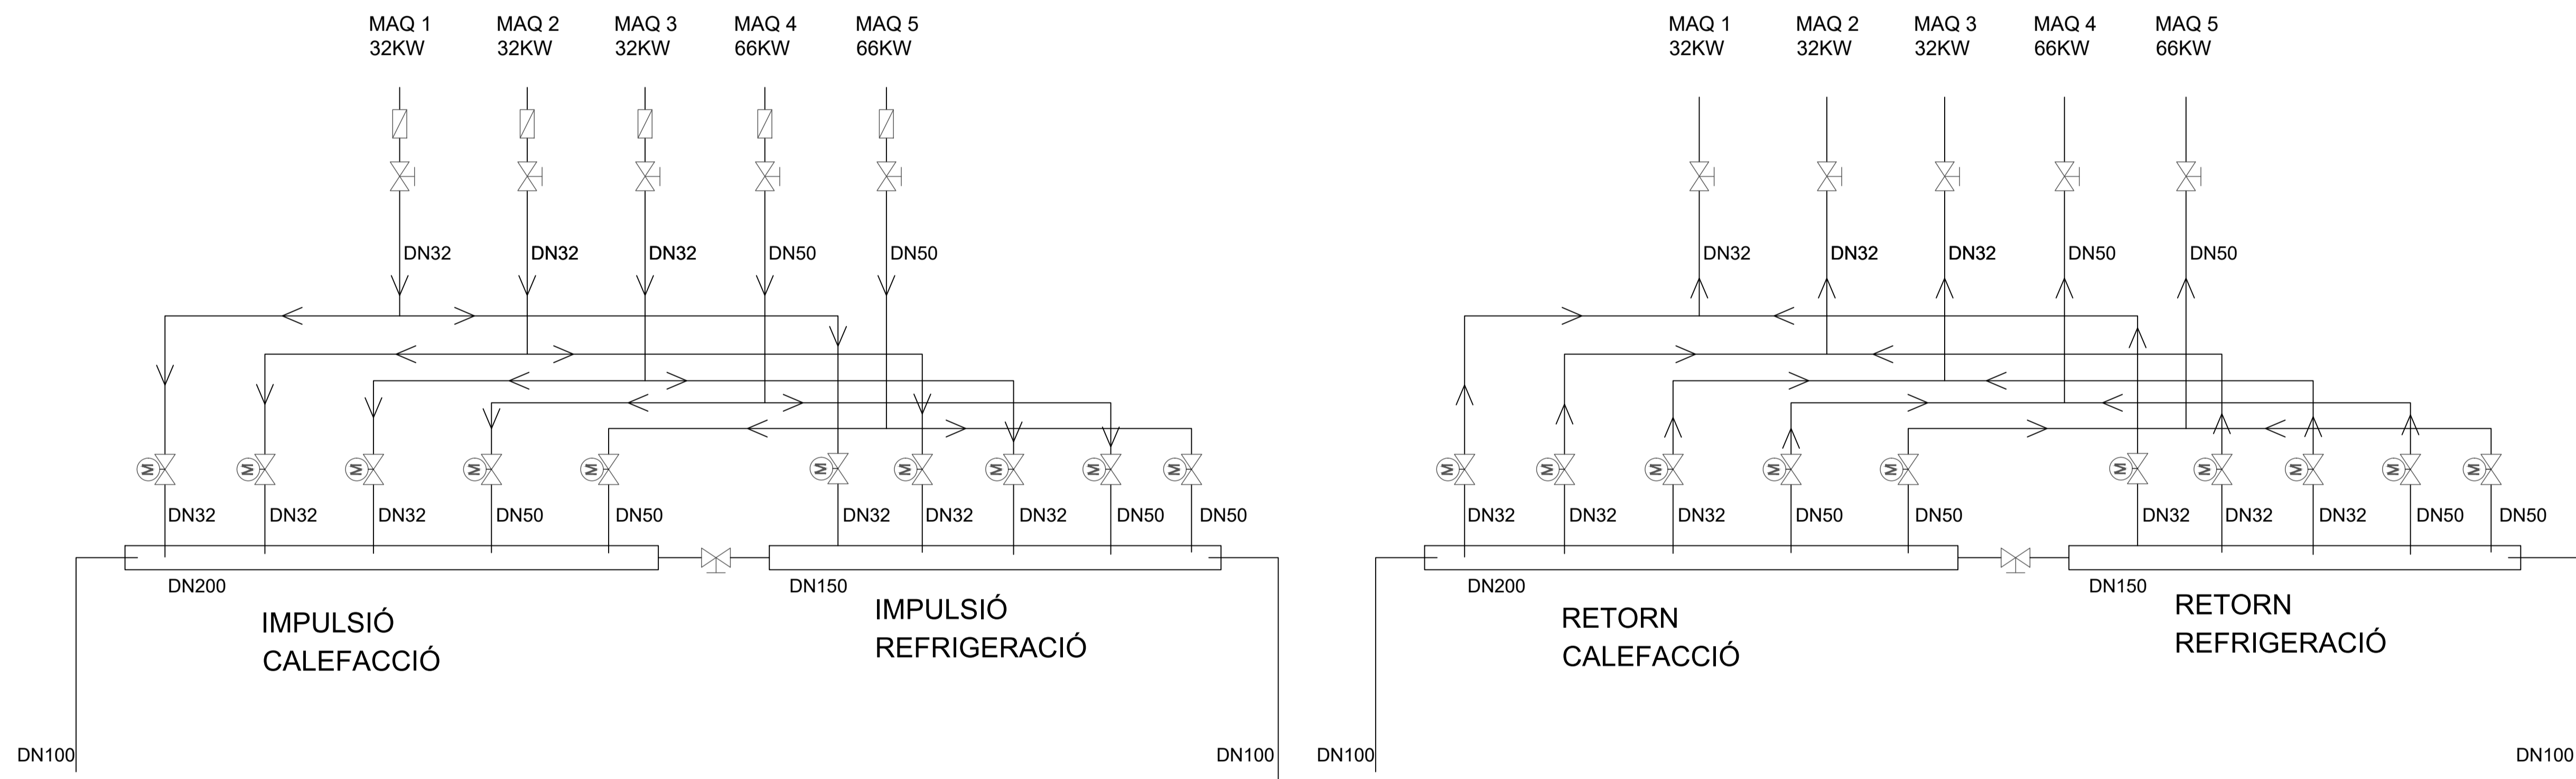 MAQ 1
32KW
MAQ 2
32KW
MAQ 3
32KW
MAQ 4
66KW
MAQ 5
66KW
DN32
DN32
DN32
DN50
DN50
M
M
M
M
M
M
M
M
M
M
DN32
DN32
DN32
DN50
DN50
DN32
DN32
DN32
DN50
DN50
DN200
DN150
IMPULSIÓ
CALEFACCIÓ
IMPULSIÓ
REFRIGERACIÓ
DN100
DN100
MAQ 1
32KW
MAQ 2
32KW
MAQ 3
32KW
MAQ 4
66KW
MAQ 5
66KW
DN32
DN32
DN32
DN50
DN50
M
M
M
M
M
M
M
M
M
M
DN32
DN32
DN32
DN50
DN50
DN32
DN32
DN32
DN50
DN50
DN200
DN150
RETORN
CALEFACCIÓ
RETORN
REFRIGERACIÓ
DN100
DN100